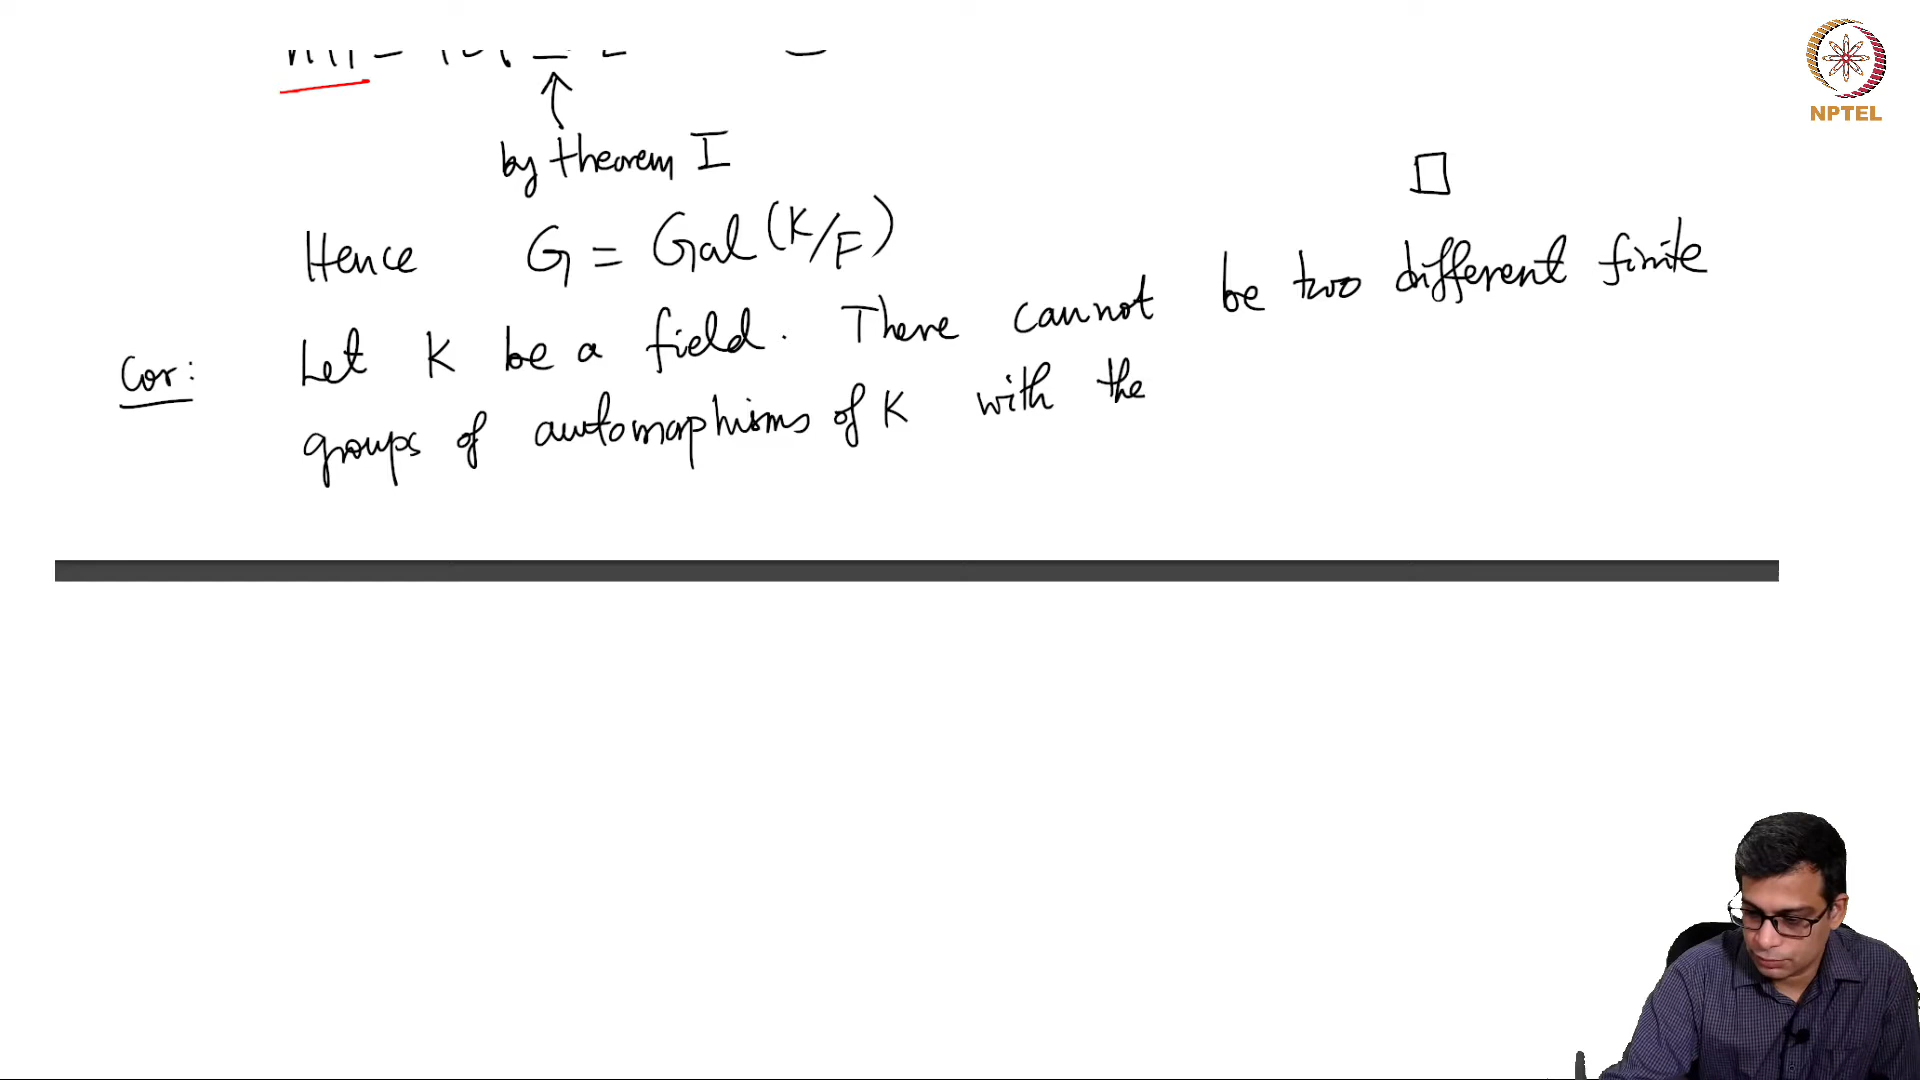 NPTEL
by theorem I
Hence G = Gal (K/F)
Cor: Let K be a field. There cannot be two different finite
groups of automorphisms of K with the